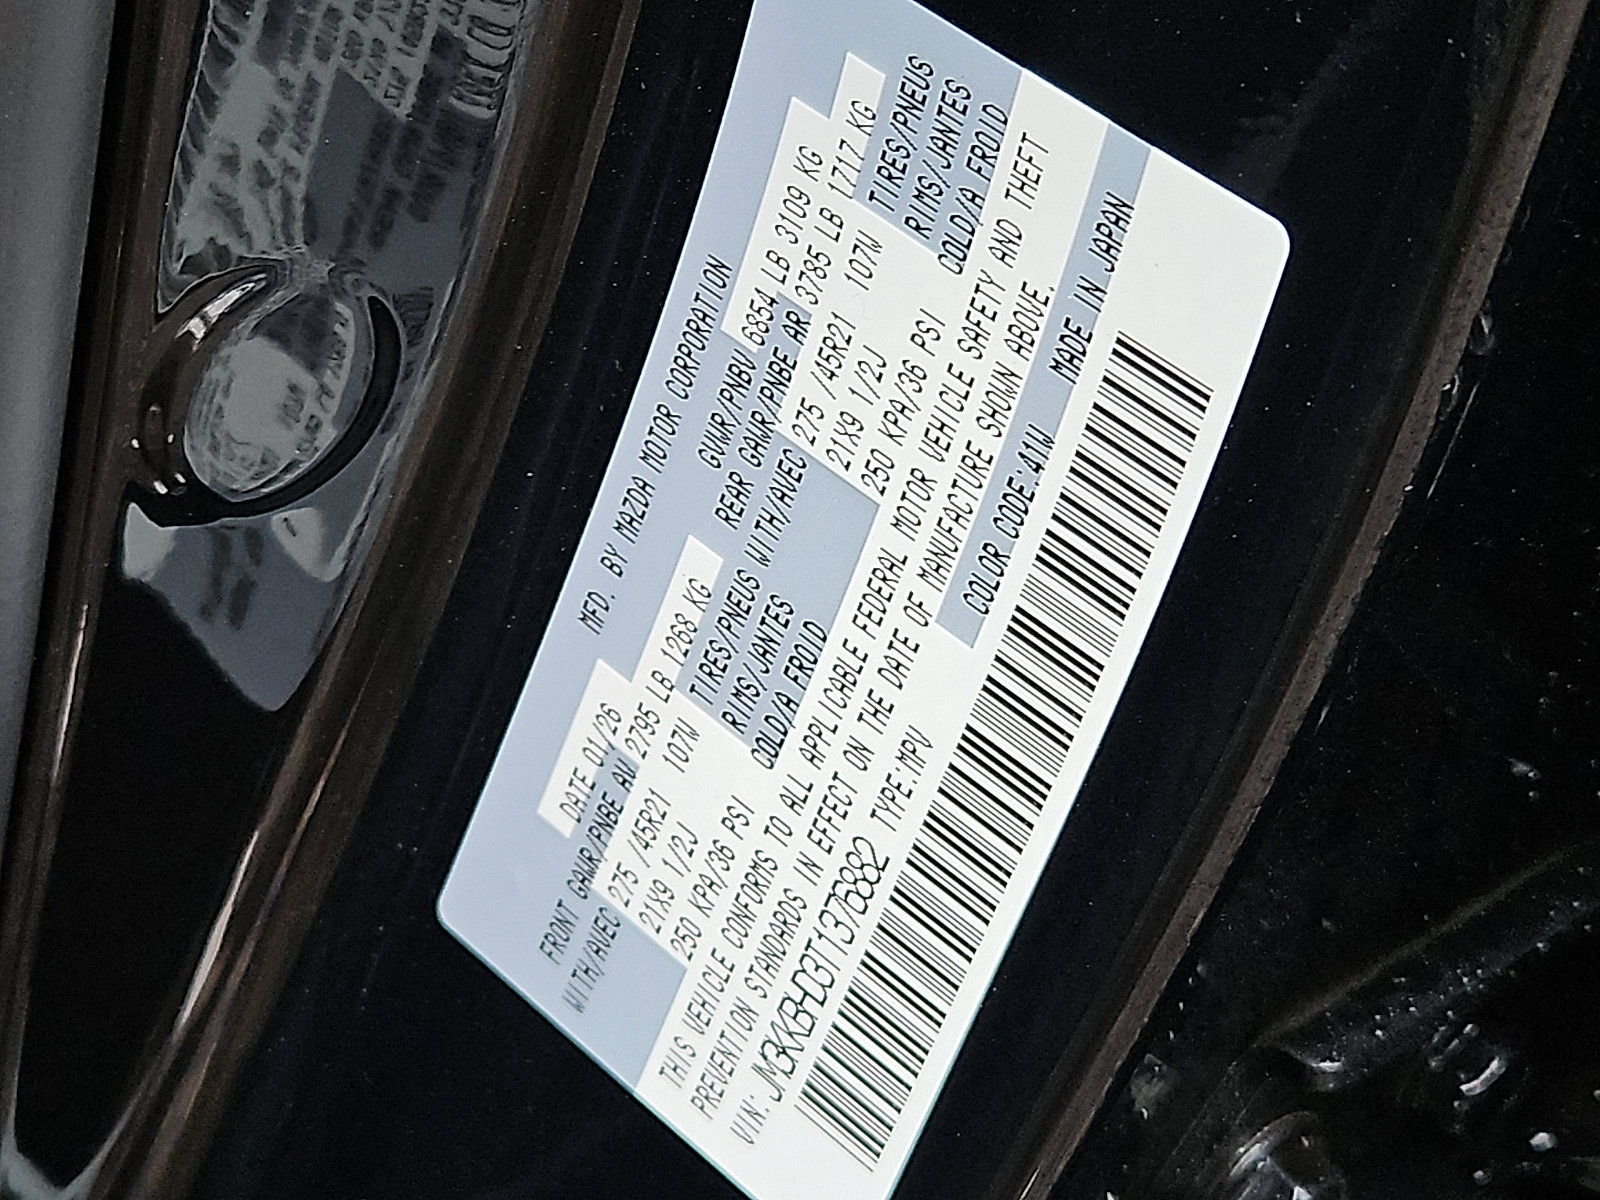 MFD. BY MAZDA MOTOR CORPORATION
DATE 01/26 GVWR/PNBV 6854 LB 3109 KG
FRONT GAWR/PNBE AV 2795 LB 1268 KG REAR GAWR/PNBE AR 3785 LB 1717 KG
WITH/AVEC 275 /45R21 107W TIRES/PNEUS WITH/AVEC 275 /45R21 107W TIRES/PNEUS
21X9 1/2J RIMS/JANTES 21X9 1/2J RIMS/JANTES
250 KPA/36 PSI COLD/A FROID 250 KPA/36 PSI COLD/A FROID
THIS VEHICLE CONFORMS TO ALL APPLICABLE FEDERAL MOTOR VEHICLE SAFETY AND THEFT
PREVENTION STANDARDS IN EFFECT ON THE DATE OF MANUFACTURE SHOWN ABOVE.
VIN: JM3KKBHD3T1375882 TYPE:MPV COLOR CODE:41W MADE IN JAPAN